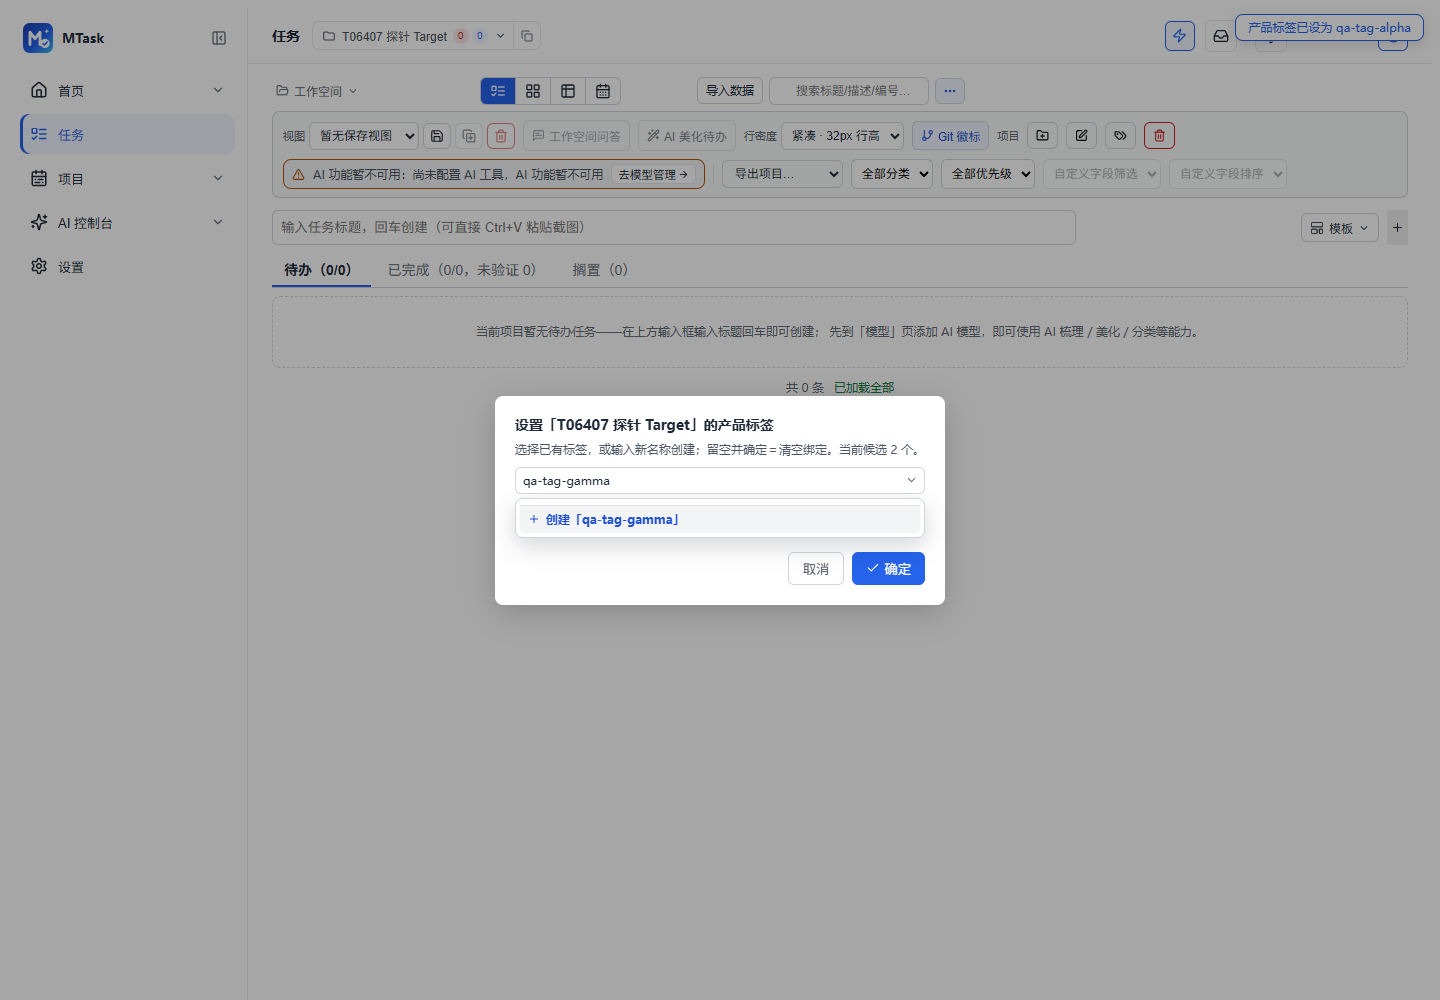 MTask
首页
任务
项目
AI 控制台
设置
任务
T06407 探针 Target 0 0
产品标签已设为 qa-tag-alpha
工作空间
导入数据
搜索标题/描述/编号...
视图 暂无保存视图
工作空间问答
AI 美化待办
行密度 紧凑 · 32px 行高
Git 徽标
项目
AI 功能暂不可用：尚未配置 AI 工具，AI 功能暂不可用 去模型管理→
导出项目...
全部分类
全部优先级
自定义字段筛选
自定义字段排序
输入任务标题，回车创建（可直接 Ctrl+V 粘贴截图）
模板
+
待办（0/0）
已完成（0/0，未验证 0）
搁置（0）
当前项目暂无待办任务——在上方输入框输入标题回车即可创建； 先到「模型」页添加 AI 模型，即可使用 AI 梳理 / 美化 / 分类等能力。
共 0 条 已加载全部
设置「T06407 探针 Target」的产品标签
选择已有标签，或输入新名称创建；留空并确定 = 清空绑定。当前候选 2 个。
qa-tag-gamma
+ 创建「qa-tag-gamma」
取消
确定